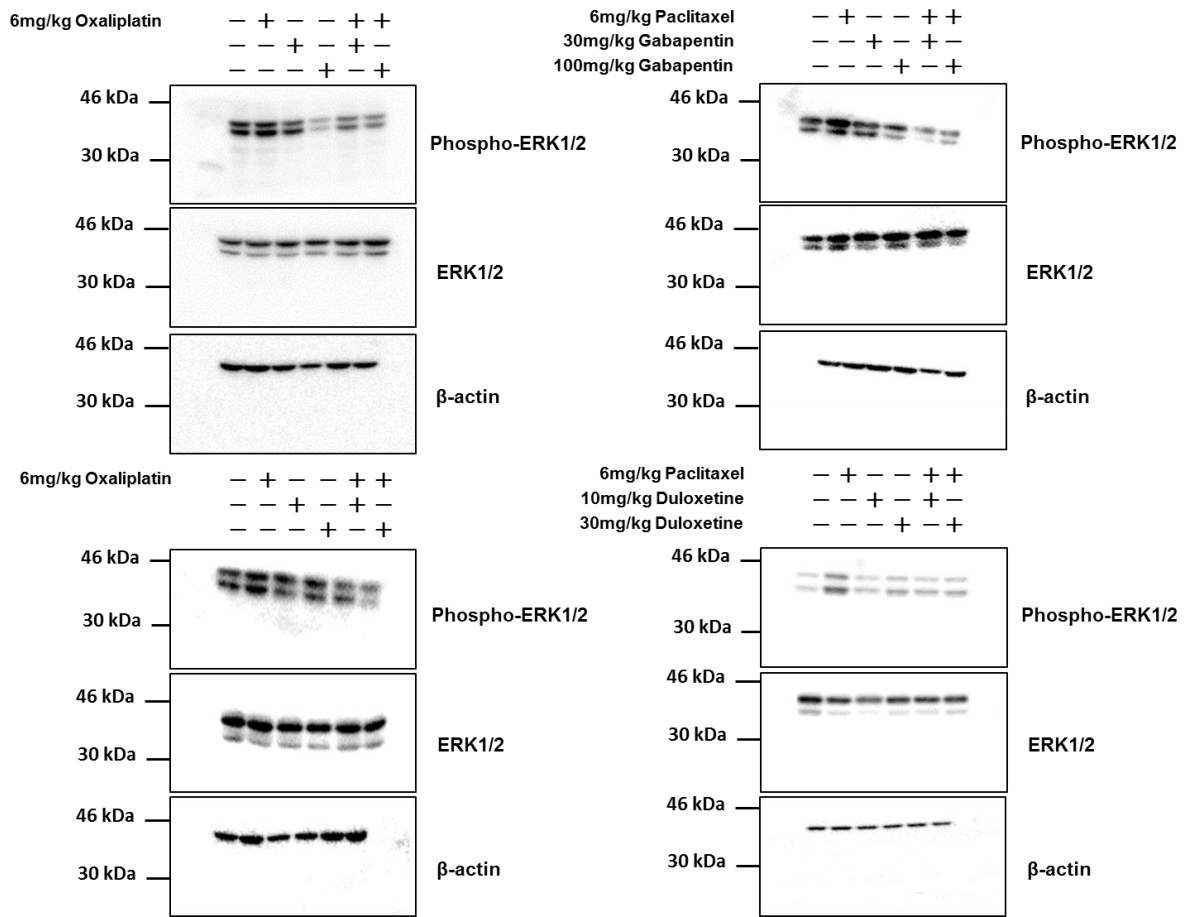 6mg/kg Oxaliplatin − + − − + +
− − + − + −
− − − + − +
46 kDa
30 kDa
Phospho-ERK1/2
46 kDa
30 kDa
ERK1/2
46 kDa
30 kDa
β-actin
6mg/kg Paclitaxel − + − − + +
30mg/kg Gabapentin − − + − + −
100mg/kg Gabapentin − − − + − +
46 kDa
30 kDa
Phospho-ERK1/2
46 kDa
30 kDa
ERK1/2
46 kDa
30 kDa
β-actin
6mg/kg Oxaliplatin − + − − + +
− − + − + −
− − − + − +
46 kDa
30 kDa
Phospho-ERK1/2
46 kDa
30 kDa
ERK1/2
46 kDa
30 kDa
β-actin
6mg/kg Paclitaxel − + − − + +
10mg/kg Duloxetine − − + − + −
30mg/kg Duloxetine − − − + − +
46 kDa
30 kDa
Phospho-ERK1/2
46 kDa
30 kDa
ERK1/2
46 kDa
30 kDa
β-actin